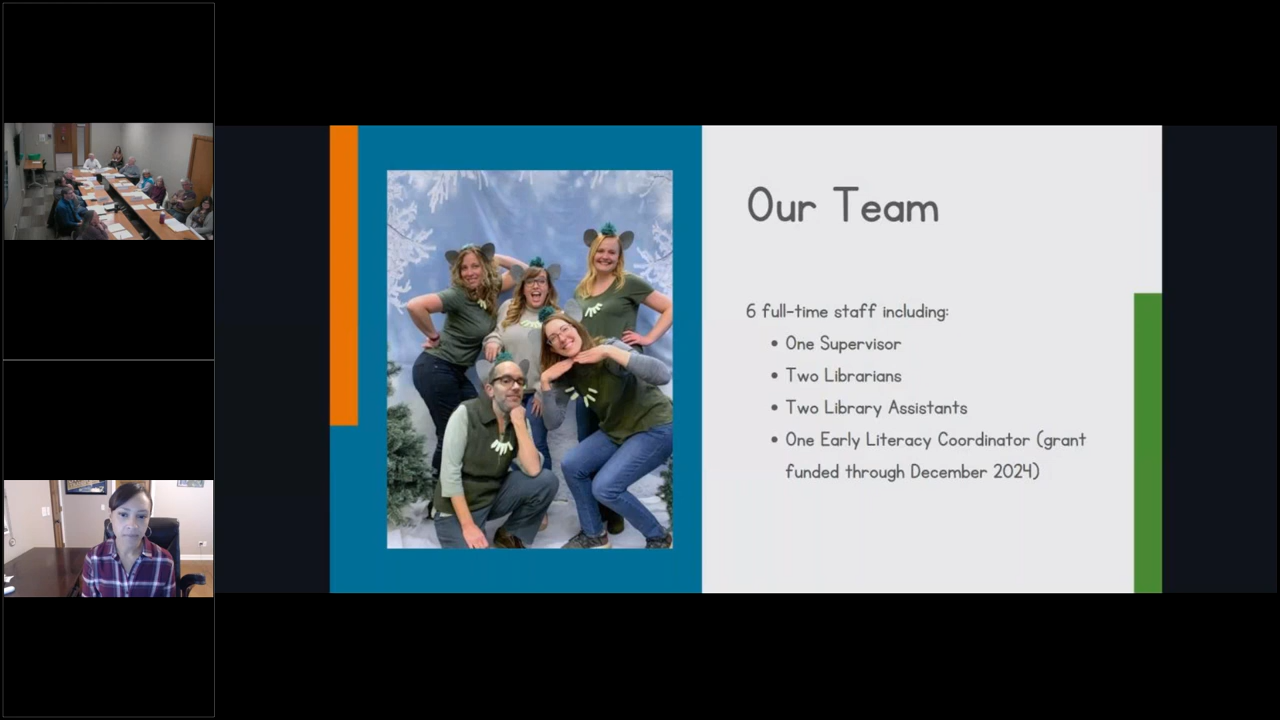 Our Team
6 full-time staff including:
• One Supervisor
• Two Librarians
• Two Library Assistants
• One Early Literacy Coordinator (grant
funded through December 2024)